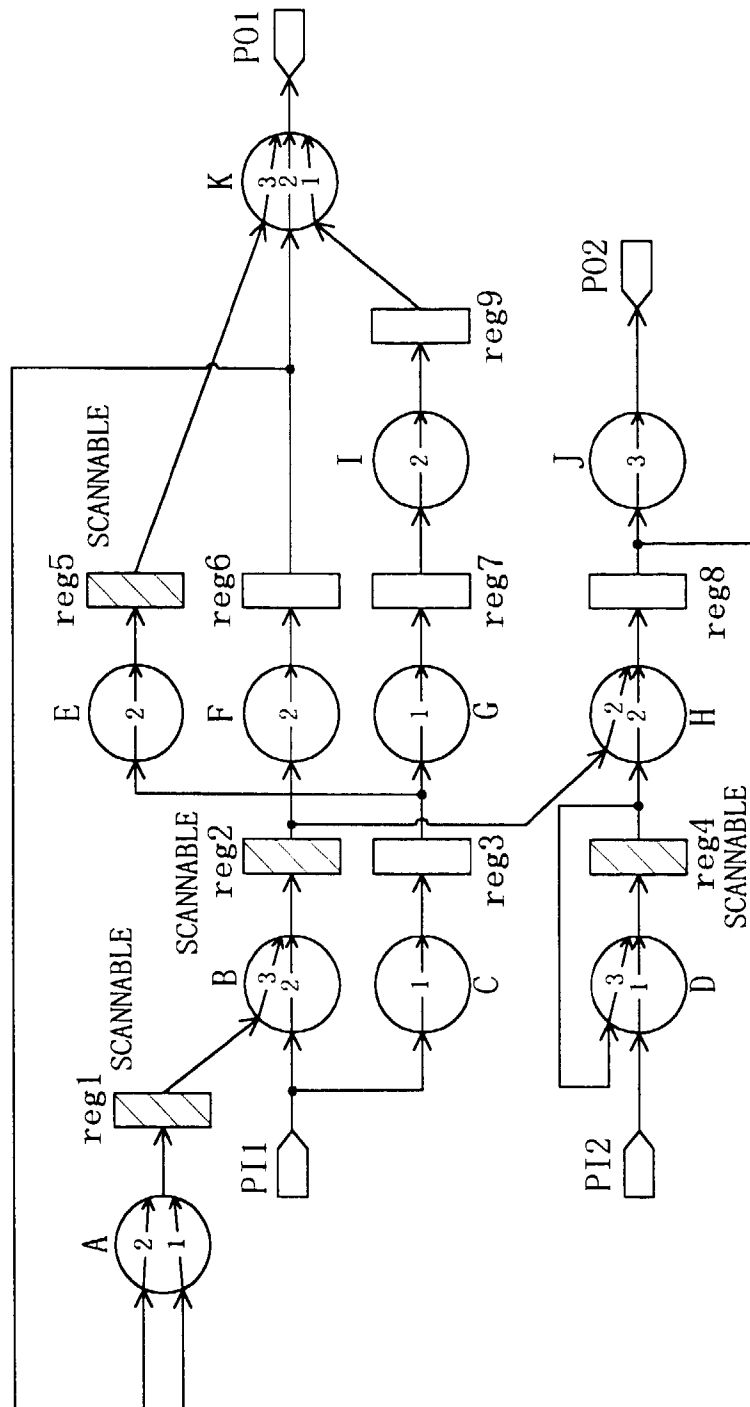 PO1
K
3
2
1
reg9
SCANNABLE
reg5
reg6
I
2
reg7
J
3
PO2
reg8
E
2
F
2
1
G
2
2
H
SCANNABLE
reg2
reg3
reg4
SCANNABLE
B
3
2
1
C
3
1
D
SCANNABLE
reg1
PI1
PI2
A
2
1